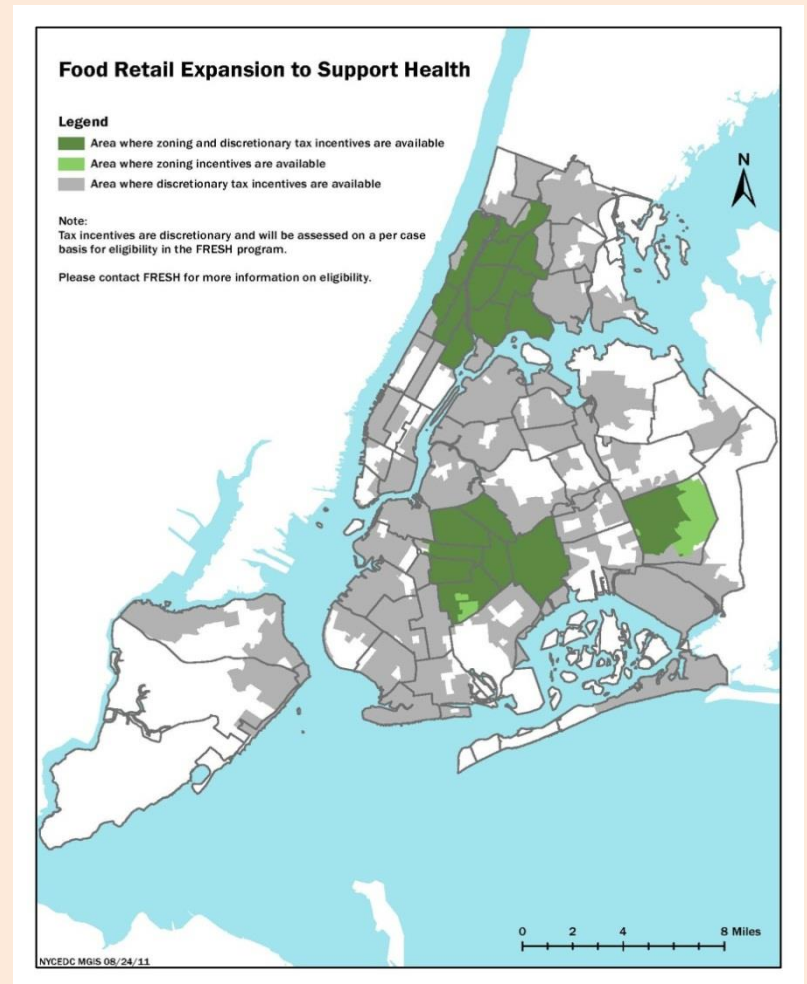 Food Retail Expansion to Support Health
Legend
Area where zoning and discretionary tax incentives are available
Area where zoning incentives are available
Area where discretionary tax incentives are available
Note:
Tax incentives are discretionary and will be assessed on a per case
basis for eligibility in the FRESH program.
Please contact FRESH for more information on eligibility.
N
0 2 4 8 Miles
NYCEDC MGIS 08/24/11